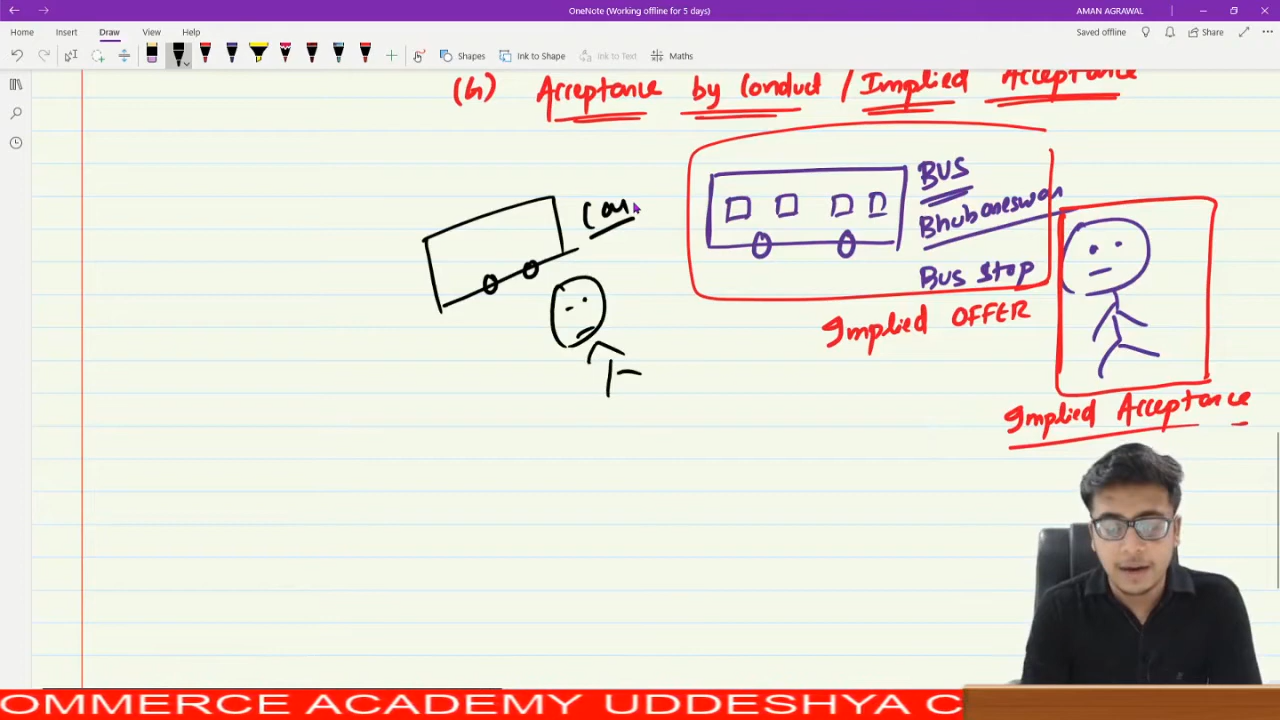 OneNote (Working offline for 5 days)
AMAN AGRAWAL
Home Insert Draw View Help
Saved offline
Share
Shapes
Ink to Shape
Ink to Text
Maths
(G) Acceptance by Conduct / Implied Acceptance
BUS
Bhubaneswar
Bus Stop
Implied OFFER
Implied Acceptance
OMMERCE ACADEMY UDDESHYA C